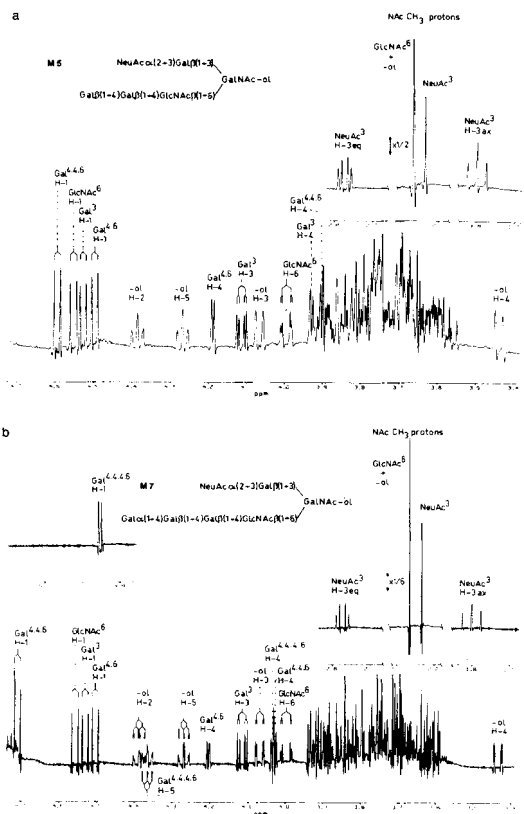 a
NAc CH3 protons
M6
NeuAcα(2→3)Galβ(1→3)
GalNAc-ol
Galβ(1→4)Galβ(1→4)GlcNAcβ(1→6)
GlcNAc6
+
-ol
NeuAc3
NeuAc3
H-3eq
x1/2
NeuAc3
H-3ax
Gal4,4,6
H-1
GlcNAc6
H-1
Gal3
H-1
Gal4,6
H-1
-ol
H-2
-ol
H-5
Gal4,6
H-4
Gal3
H-3
-ol
H-3
GlcNAc6
H-6
Gal4,4,6
H-4
Gal3
H-4
-ol
H-4
ppm
b
NAc CH3 protons
Gal4,4,4,6
H-1
M7
NeuAcα(2→3)Galβ(1→3)
GalNAc-ol
Galα(1→4)Galβ(1→4)Galβ(1→4)GlcNAcβ(1→6)
GlcNAc6
+
-ol
NeuAc3
NeuAc3
H-3eq
x1/6
NeuAc3
H-3ax
Gal4,4,6
H-1
GlcNAc6
H-1
Gal3
H-1
Gal4,6
H-1
-ol
H-2
-ol
H-5
Gal4,6
H-4
Gal3
H-3
-ol
H-3
Gal4,4,4,6
H-4
Gal4,4,6
H-4
GlcNAc6
H-6
Gal4,4,4,6
H-5
-ol
H-4